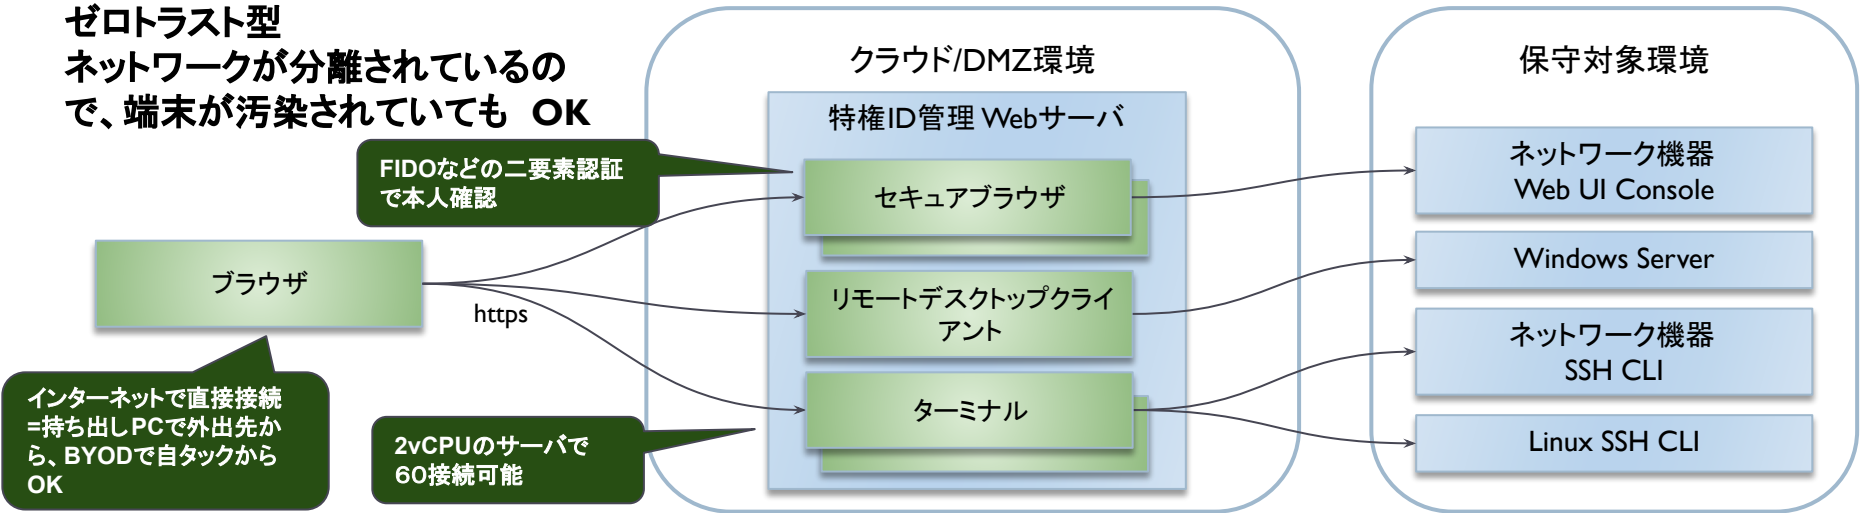 ゼロトラスト型
ネットワークが分離されているの
で、端末が汚染されていても OK
クラウド/DMZ環境
保守対象環境
特権ID管理 Webサーバ
FIDOなどの二要素認証
で本人確認
セキュアブラウザ
ネットワーク機器
Web UI Console
ブラウザ
https
リモートデスクトップクライ
アント
Windows Server
ネットワーク機器
SSH CLI
インターネットで直接接続
=持ち出しPCで外出先か
ら、BYODで自タックから
OK
2vCPUのサーバで
60接続可能
ターミナル
Linux SSH CLI